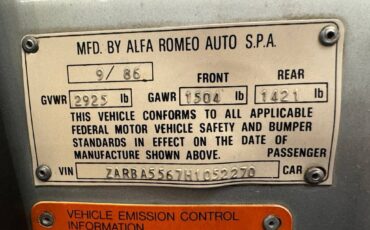 MFD. BY ALFA ROMEO AUTO S.P.A.
9/86
FRONT REAR
GVWR 2925 lb GAWR 1504 lb 1421 lb
THIS VEHICLE CONFORMS TO ALL APPLICABLE
FEDERAL MOTOR VEHICLE SAFETY AND BUMPER
STANDARDS IN EFFECT ON THE DATE OF
MANUFACTURE SHOWN ABOVE. PASSENGER
VIN ZARBA5567H1052270 CAR
VEHICLE EMISSION CONTROL
INFORMATION